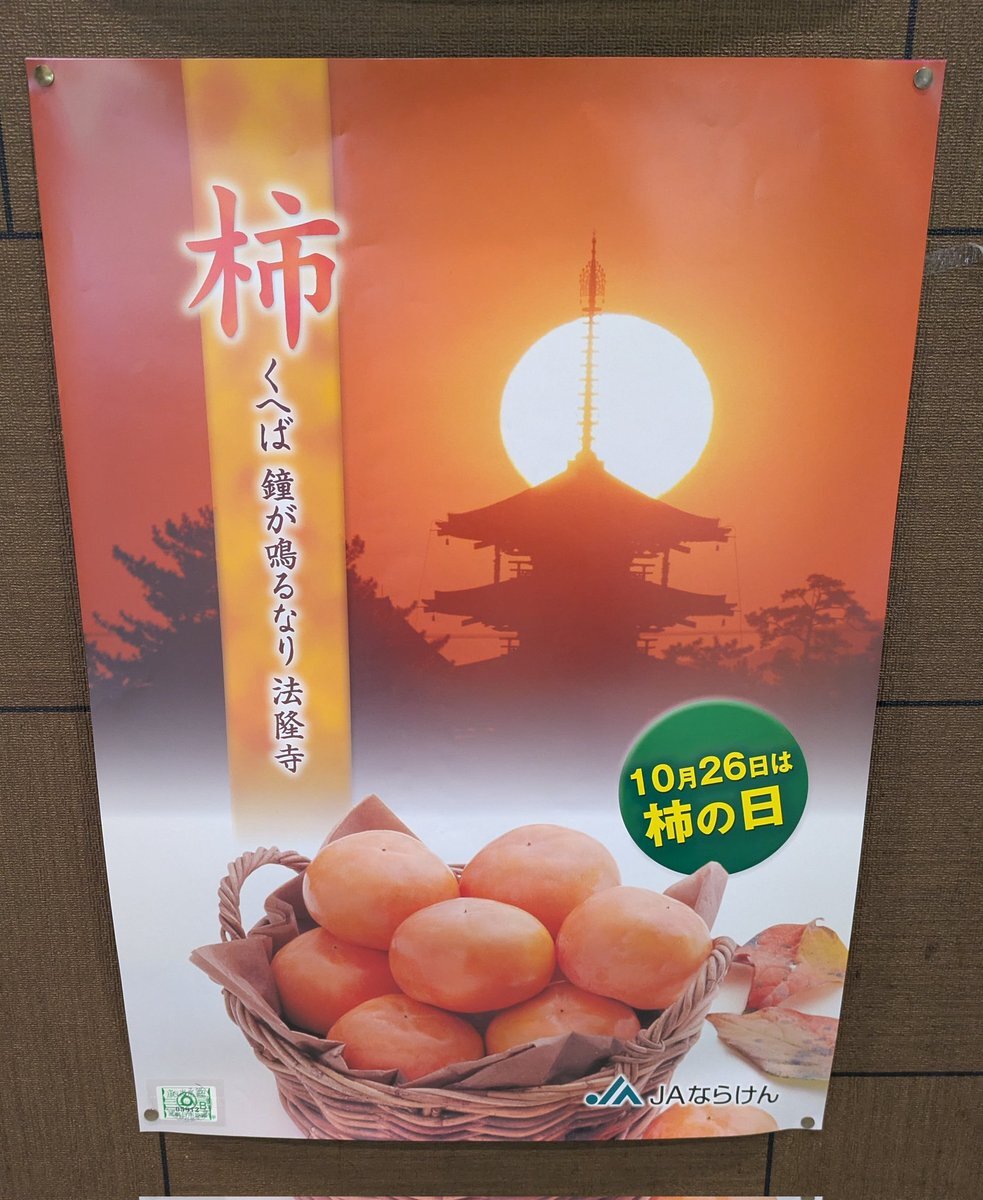 柿
くへば 鐘が鳴るなり 法隆寺
10月26日は
柿の日
JAならけん